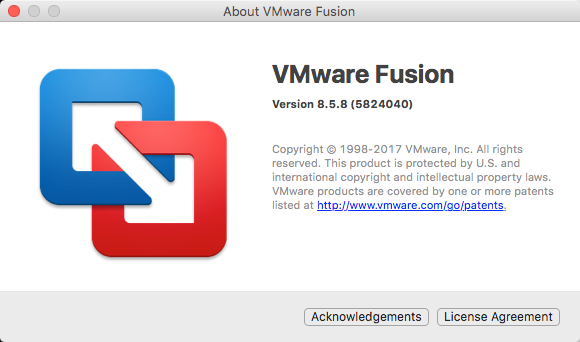 About VMware Fusion
VMware Fusion
Version 8.5.8 (5824040)
Copyright © 1998-2017 VMware, Inc. All rights
reserved. This product is protected by U.S. and
international copyright and intellectual property laws.
VMware products are covered by one or more patents
listed at http://www.vmware.com/go/patents.
Acknowledgements
License Agreement